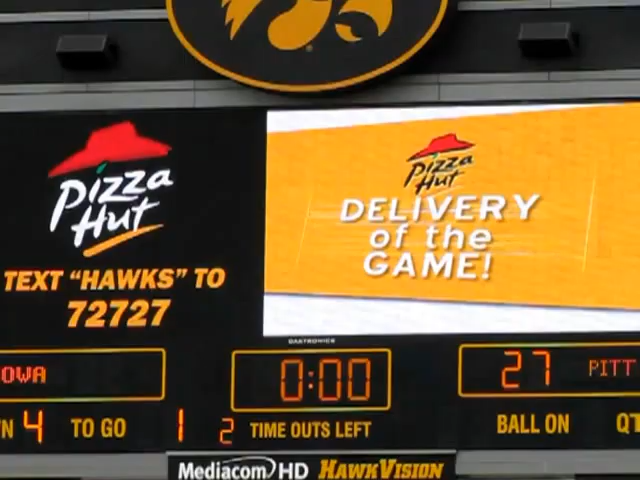 Pizza
Hut
TEXT "HAWKS" TO
72727
Pizza
Hut
DELIVERY
of the
GAME!
DAKTRONICS
OWA
0:00
27 PITT
N 4 TO GO 1
2 TIME OUTS LEFT
BALL ON QT
Mediacom HD HAWKVISION